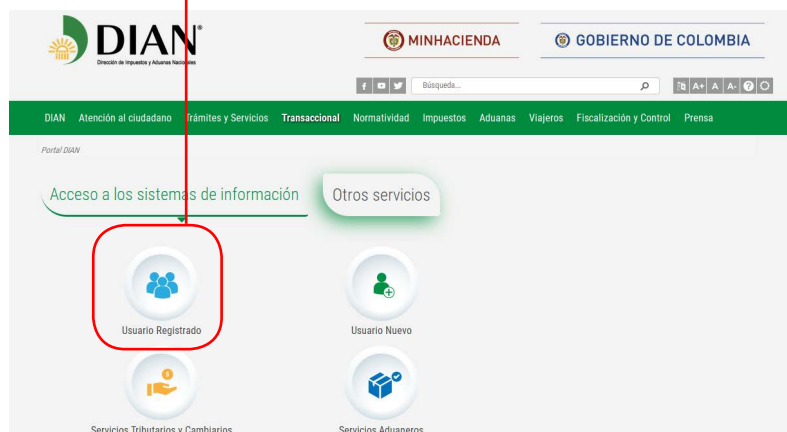 DIAN®
Dirección de Impuestos y Aduanas Nacionales
MINHACIENDA
GOBIERNO DE COLOMBIA
Búsqueda...
A+ A A- ?
DIAN Atención al ciudadano Trámites y Servicios Transaccional Normatividad Impuestos Aduanas Viajeros Fiscalización y Control Prensa
Portal DIAN
Acceso a los sistemas de información Otros servicios
Usuario Registrado Usuario Nuevo
Servicios Tributarios y Cambiarios Servicios Aduaneros